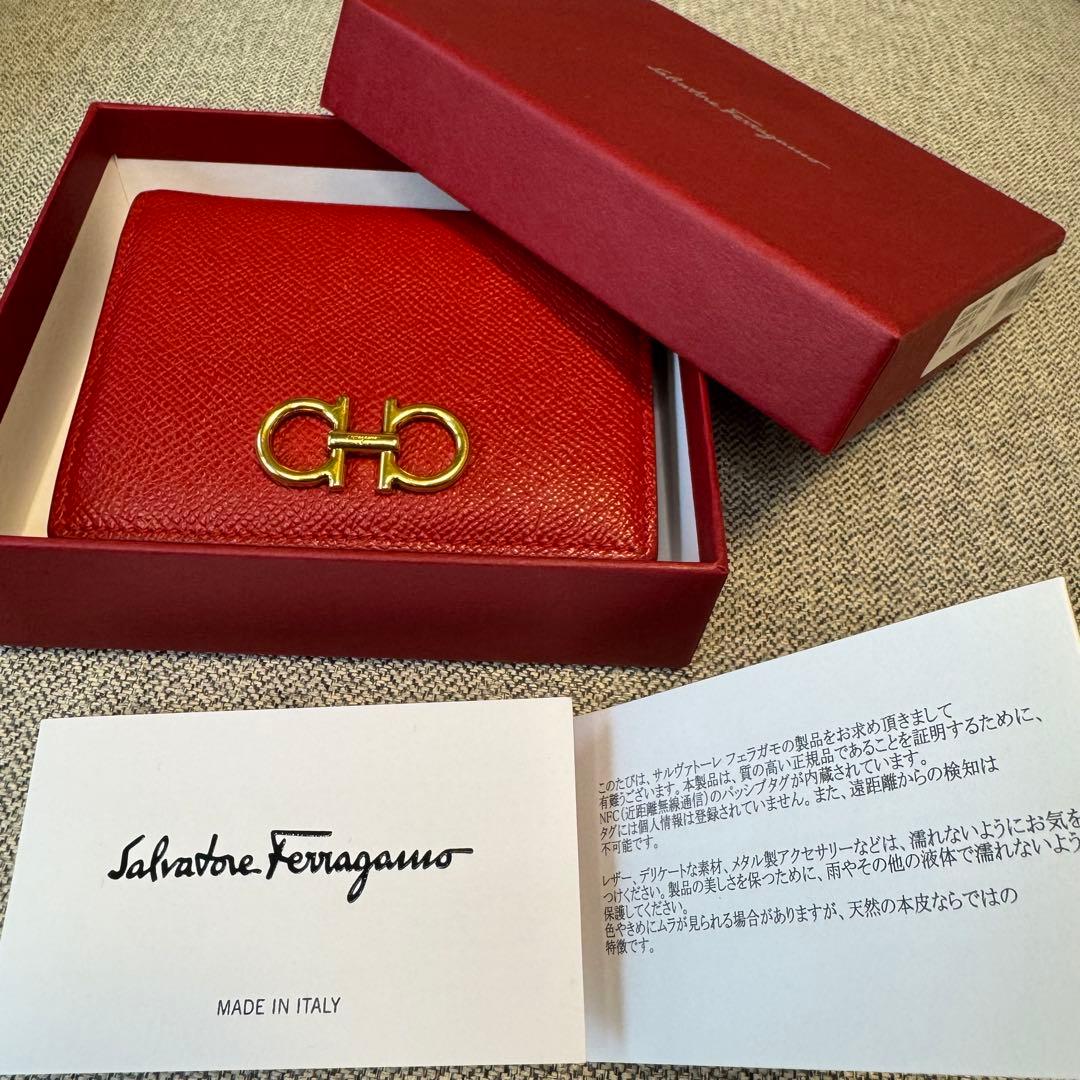 Salvatore Ferragamo
Salvatore Ferragamo
MADE IN ITALY
このたびは、サルヴァトーレ フェラガモの製品をお求め頂きまして
有難うございます。本製品は、質の高い正規品であることを証明するために、
NFC(近距離無線通信)のパッシブタグが内蔵されています。
タグには個人情報は登録されていません。また、遠距離からの検知は
不可能です。
レザー、デリケートな素材、メタル製アクセサリーなどは、濡れないようにお気を
つけください。製品の美しさを保つために、雨やその他の液体で濡れないよう
保護してください。
色やきめにムラが見られる場合がありますが、天然の本皮ならではの
特徴です。